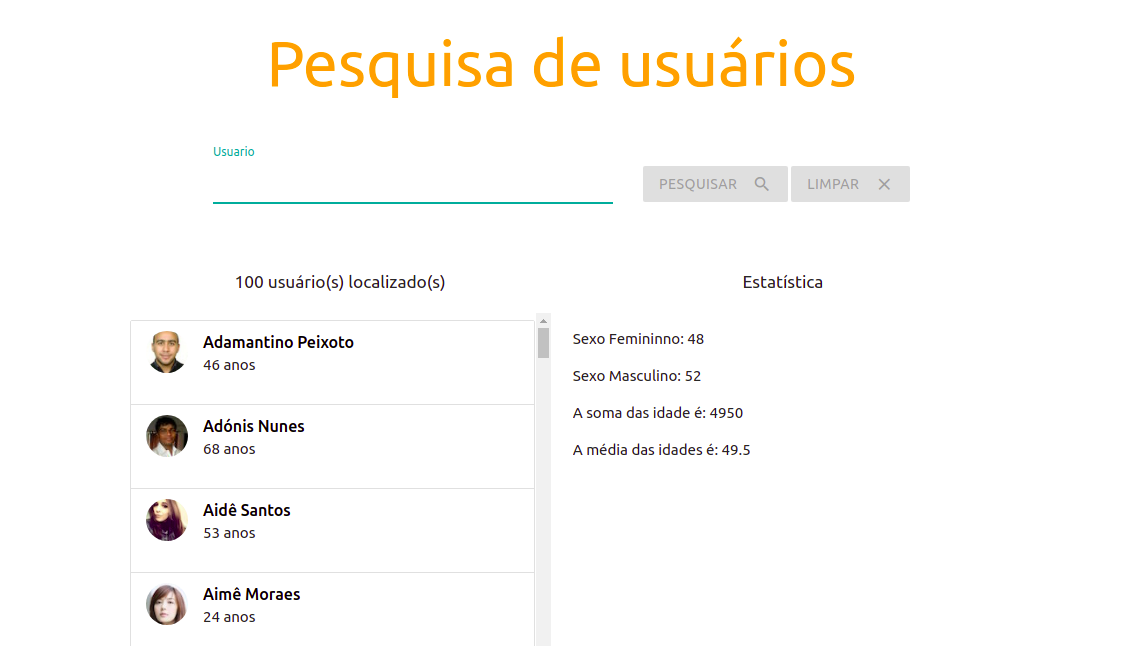 Pesquisa de usuários
Usuario
PESQUISAR
LIMPAR
100 usuário(s) localizado(s)
Adamantino Peixoto
46 anos
Adónis Nunes
68 anos
Aidê Santos
53 anos
Aimê Moraes
24 anos
Estatística
Sexo Femininno: 48
Sexo Masculino: 52
A soma das idade é: 4950
A média das idades é: 49.5